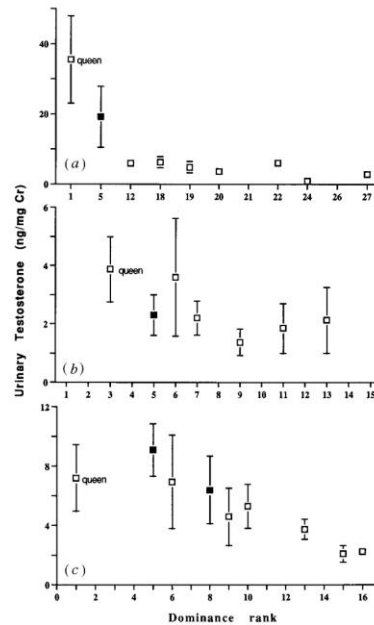 Urinary Testosterone (ng/mg Cr)
40
20
0
queen
(a)
1 5 12 18 19 20 22 24 26 27
6
4
2
0
queen
(b)
1 2 3 4 5 6 7 8 9 10 11 12 13 14 15
12
8
4
0
queen
(c)
0 2 4 6 8 10 12 14 16
Dominance rank